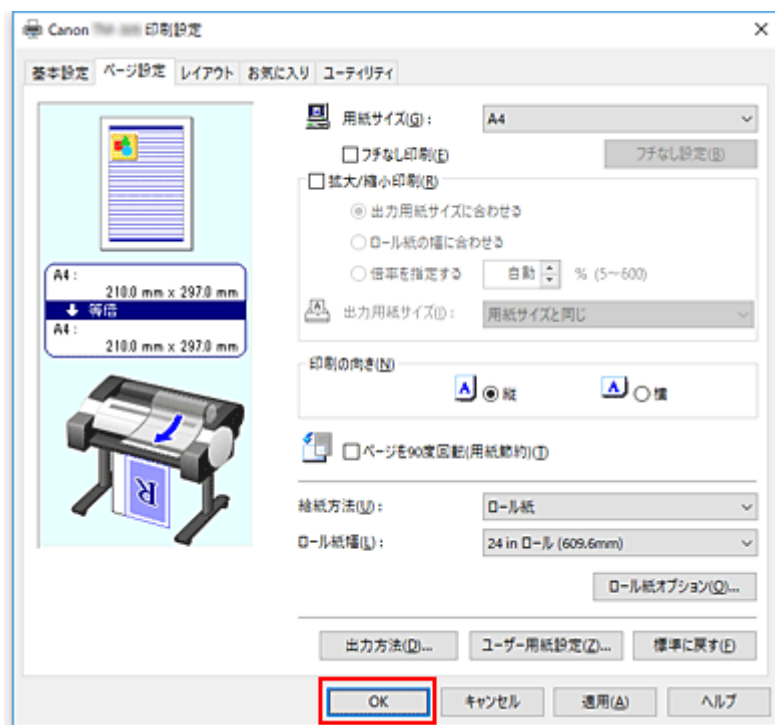 Canon 印刷設定
基本設定 ページ設定 レイアウト お気に入り ユーティリティ
用紙サイズ(G): A4
フチなし印刷(E) フチなし設定(B)
拡大/縮小印刷(R)
出力用紙サイズに合わせる
ロール紙の幅に合わせる
倍率を指定する 自動 % (5～600)
出力用紙サイズ(I): 用紙サイズと同じ
A4:
210.0 mm x 297.0 mm
等倍
A4:
210.0 mm x 297.0 mm
印刷の向き(N)
A 縦 A 横
ページを90度回転(用紙節約)(T)
R
給紙方法(U): ロール紙
ロール紙幅(L): 24 in ロール (609.6mm)
ロール紙オプション(O)...
出力方法(D)... ユーザー用紙設定(Z)... 標準に戻す(F)
OK キャンセル 適用(A) ヘルプ